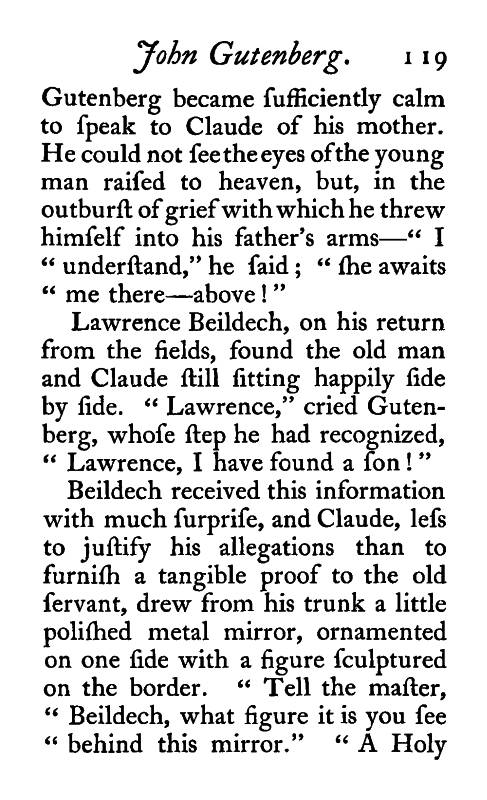 John Gutenberg. 119
Gutenberg became ſufficiently calm
to ſpeak to Claude of his mother.
He could not ſee the eyes of the young
man raiſed to heaven, but, in the
outburſt of grief with which he threw
himſelf into his father's arms—“ I
“ underſtand,” he ſaid ; “ ſhe awaits
“ me there—above ! ”
Lawrence Beildech, on his return
from the fields, found the old man
and Claude ſtill ſitting happily ſide
by ſide. “ Lawrence,” cried Guten-
berg, whoſe ſtep he had recognized,
“ Lawrence, I have found a ſon ! ”
Beildech received this information
with much ſurpriſe, and Claude, leſs
to juſtify his allegations than to
furniſh a tangible proof to the old
ſervant, drew from his trunk a little
poliſhed metal mirror, ornamented
on one ſide with a figure ſculptured
on the border. “ Tell the maſter,
“ Beildech, what figure it is you ſee
“ behind this mirror.” “ A Holy